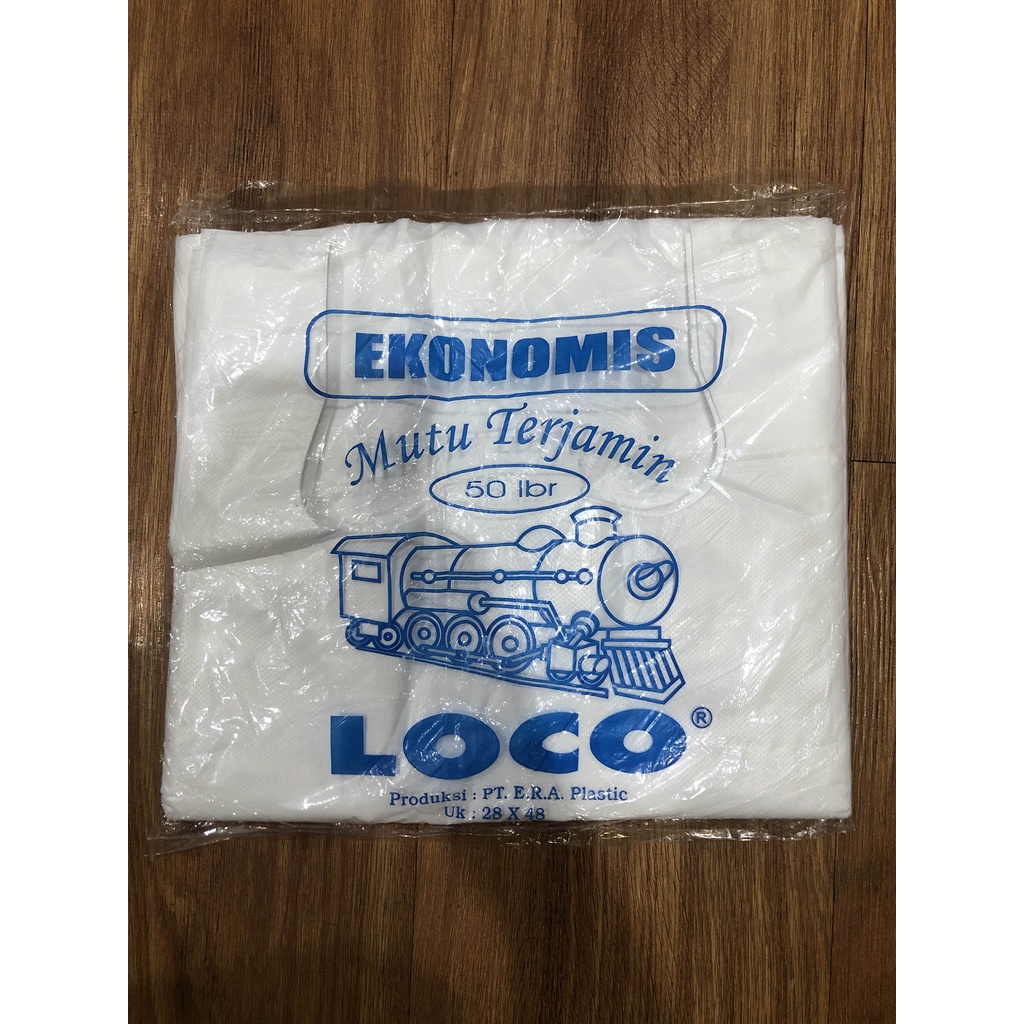 EKONOMIS
Mutu Terjamin
50 lbr
LOCO ®
Produksi : PT. E.R.A. Plastic
Uk : 28 X 48